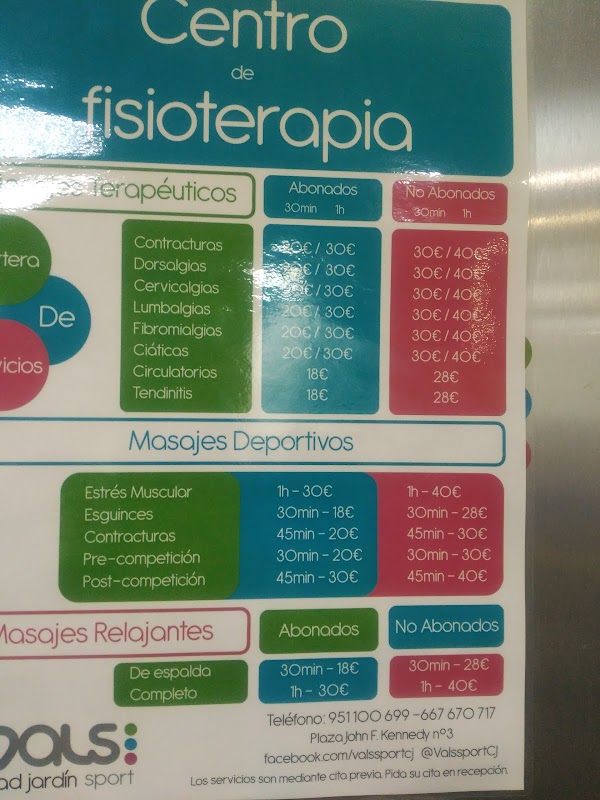 Centro
de
fisioterapia
Terapéuticos
Abonados
30min 1h
No Abonados
30min 1h
De
Contracturas 20€ / 30€ 30€ / 40€
Dorsalgias 20€ / 30€ 30€ / 40€
Cervicalgias 20€ / 30€ 30€ / 40€
Lumbalgias 20€ / 30€ 30€ / 40€
Fibromialgias 20€ / 30€ 30€ / 40€
Ciáticas 20€ / 30€ 30€ / 40€
Circulatorios 18€ 28€
Tendinitis 18€ 28€
Masajes Deportivos
Estrés Muscular 1h - 30€ 1h - 40€
Esguinces 30min - 18€ 30min - 28€
Contracturas 45min - 20€ 45min - 30€
Pre-competición 30min - 20€ 30min - 30€
Post-competición 45min - 30€ 45min - 40€
Masajes Relajantes Abonados No Abonados
De espalda 30min - 18€ 30min - 28€
Completo 1h - 30€ 1h - 40€
Teléfono: 951 100 699 -667 670 717
Plaza John F. Kennedy nº3
facebook.com/valssportcj @ValssportCJ
Los servicios son mediante cita previa. Pida su cita en recepción.
vals
ad jardín sport